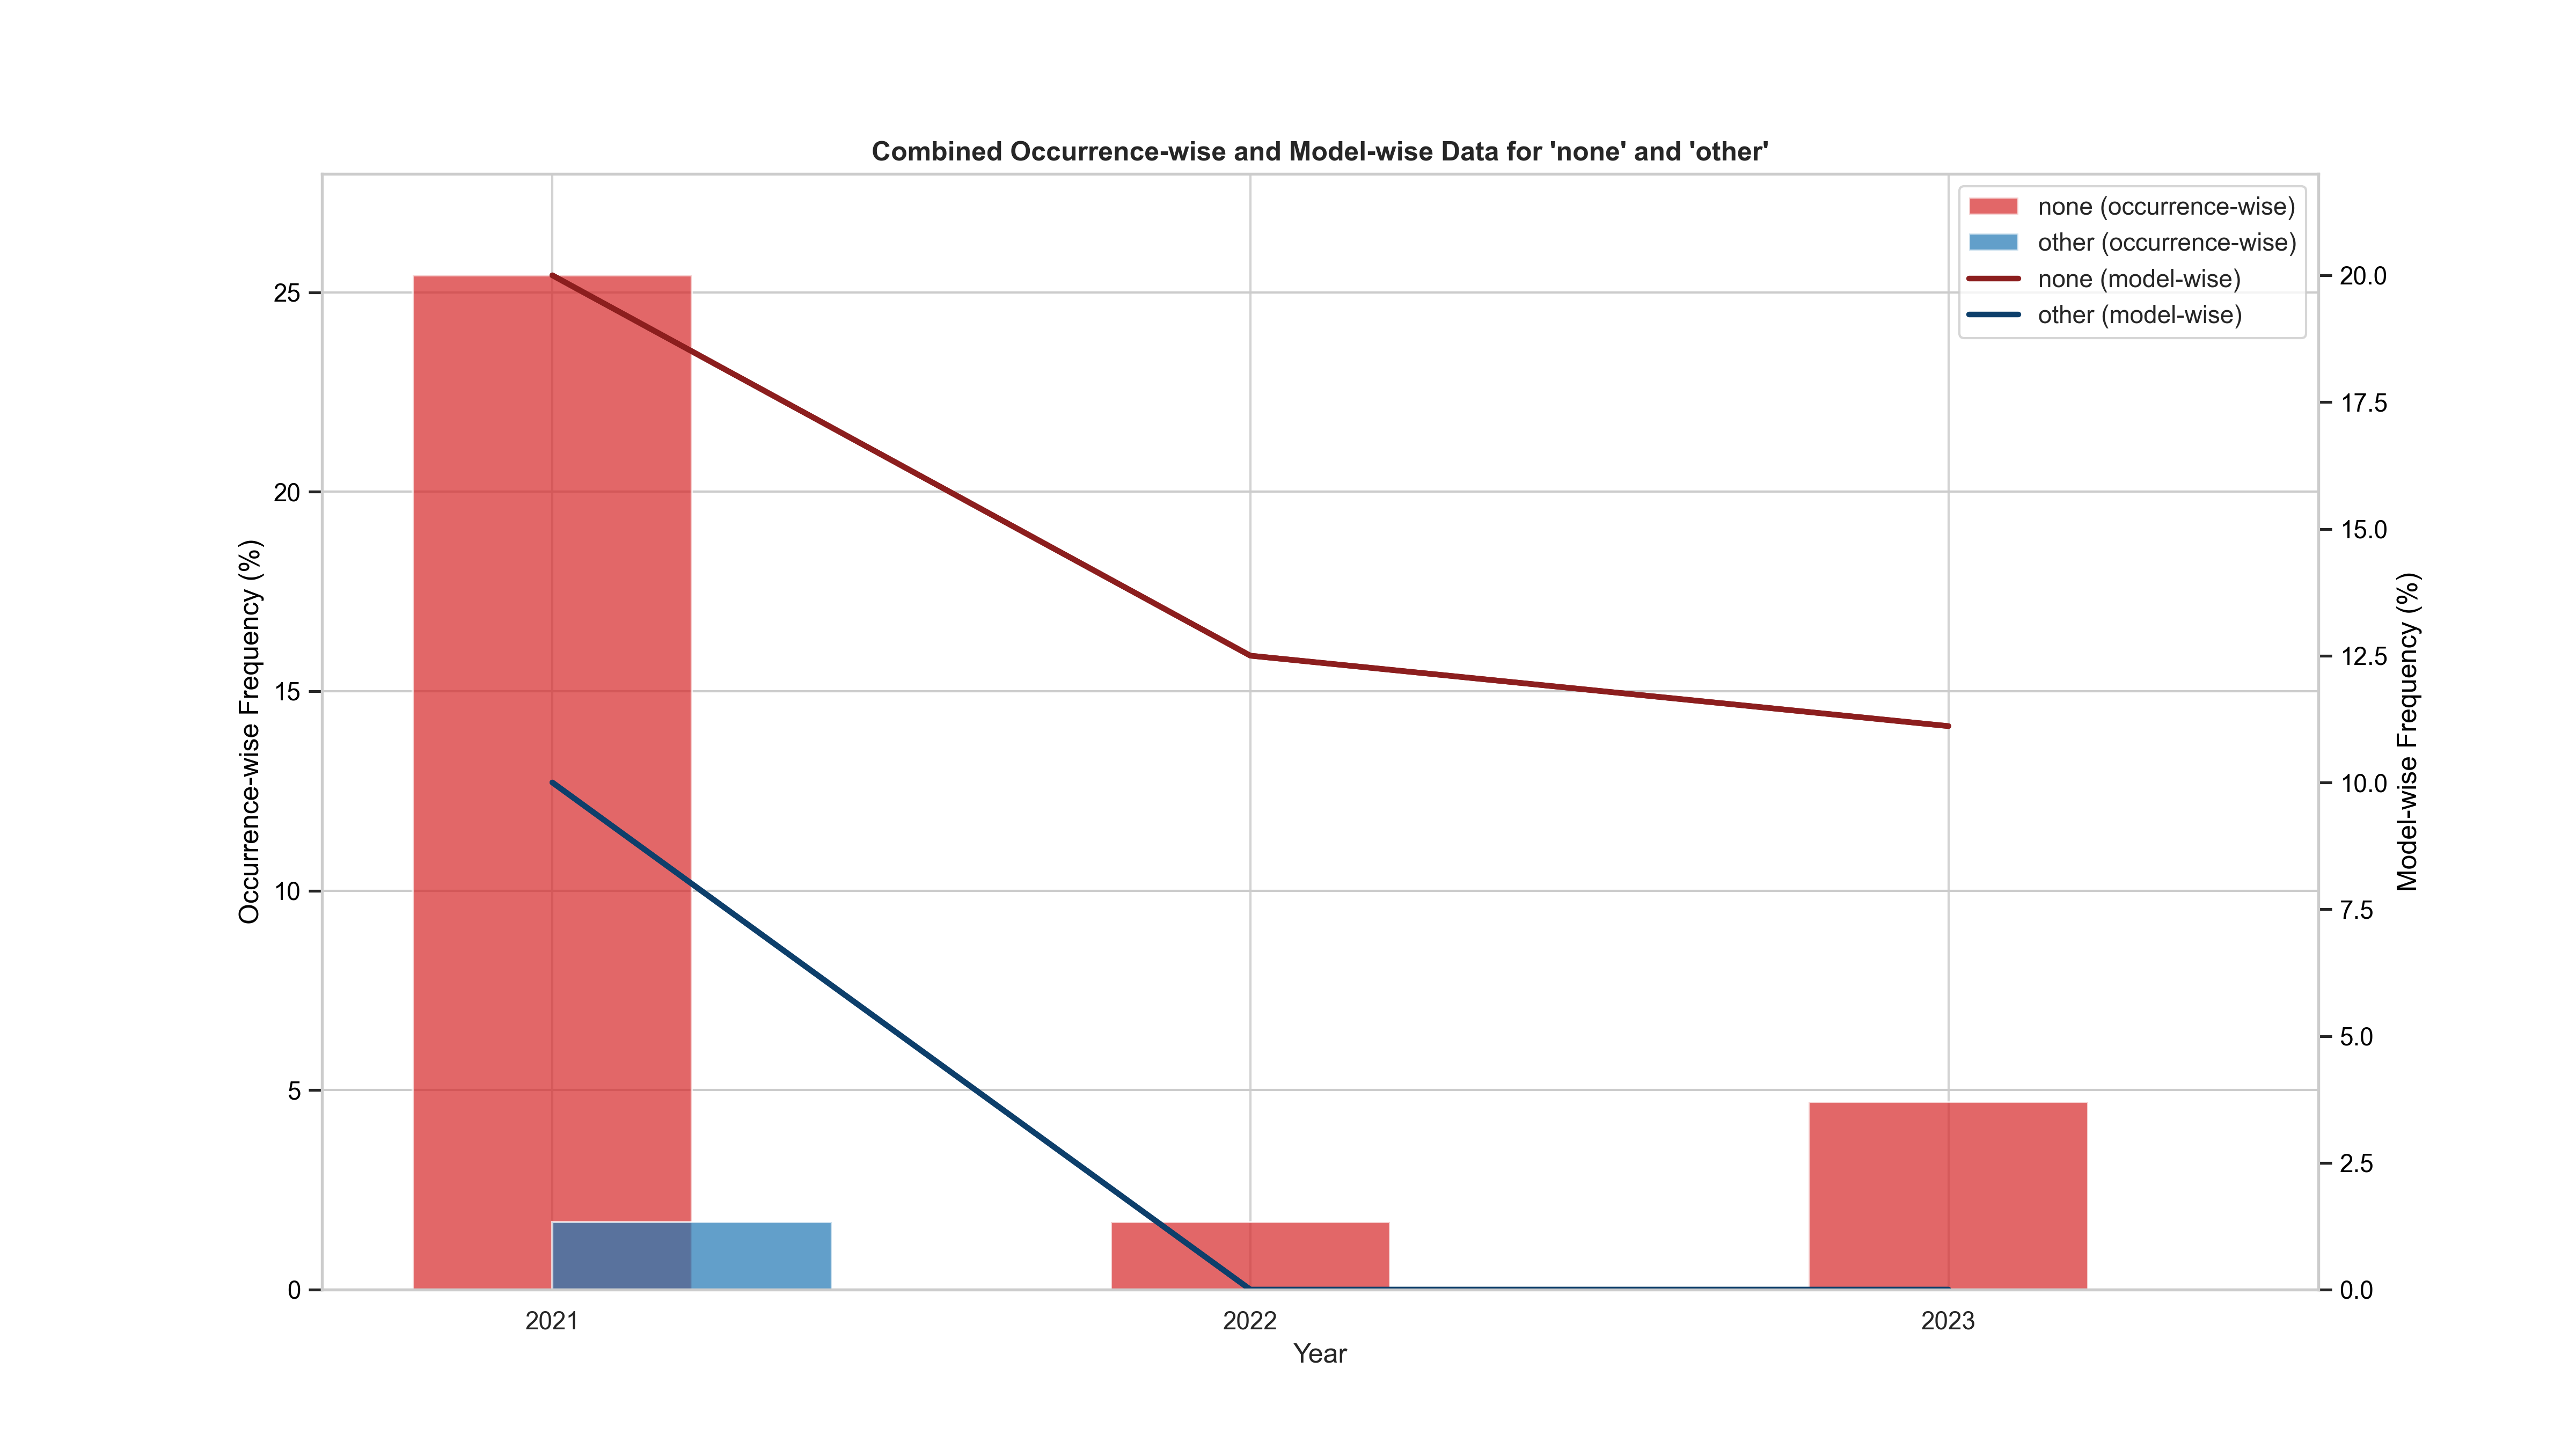 Combined Occurrence-wise and Model-wise Data for 'none' and 'other'
none (occurrence-wise)
other (occurrence-wise)
none (model-wise)
other (model-wise)
Occurrence-wise Frequency (%)
25
20
15
10
5
0
20.0
17.5
15.0
12.5
10.0
7.5
5.0
2.5
0.0
Model-wise Frequency (%)
2021
2022
2023
Year